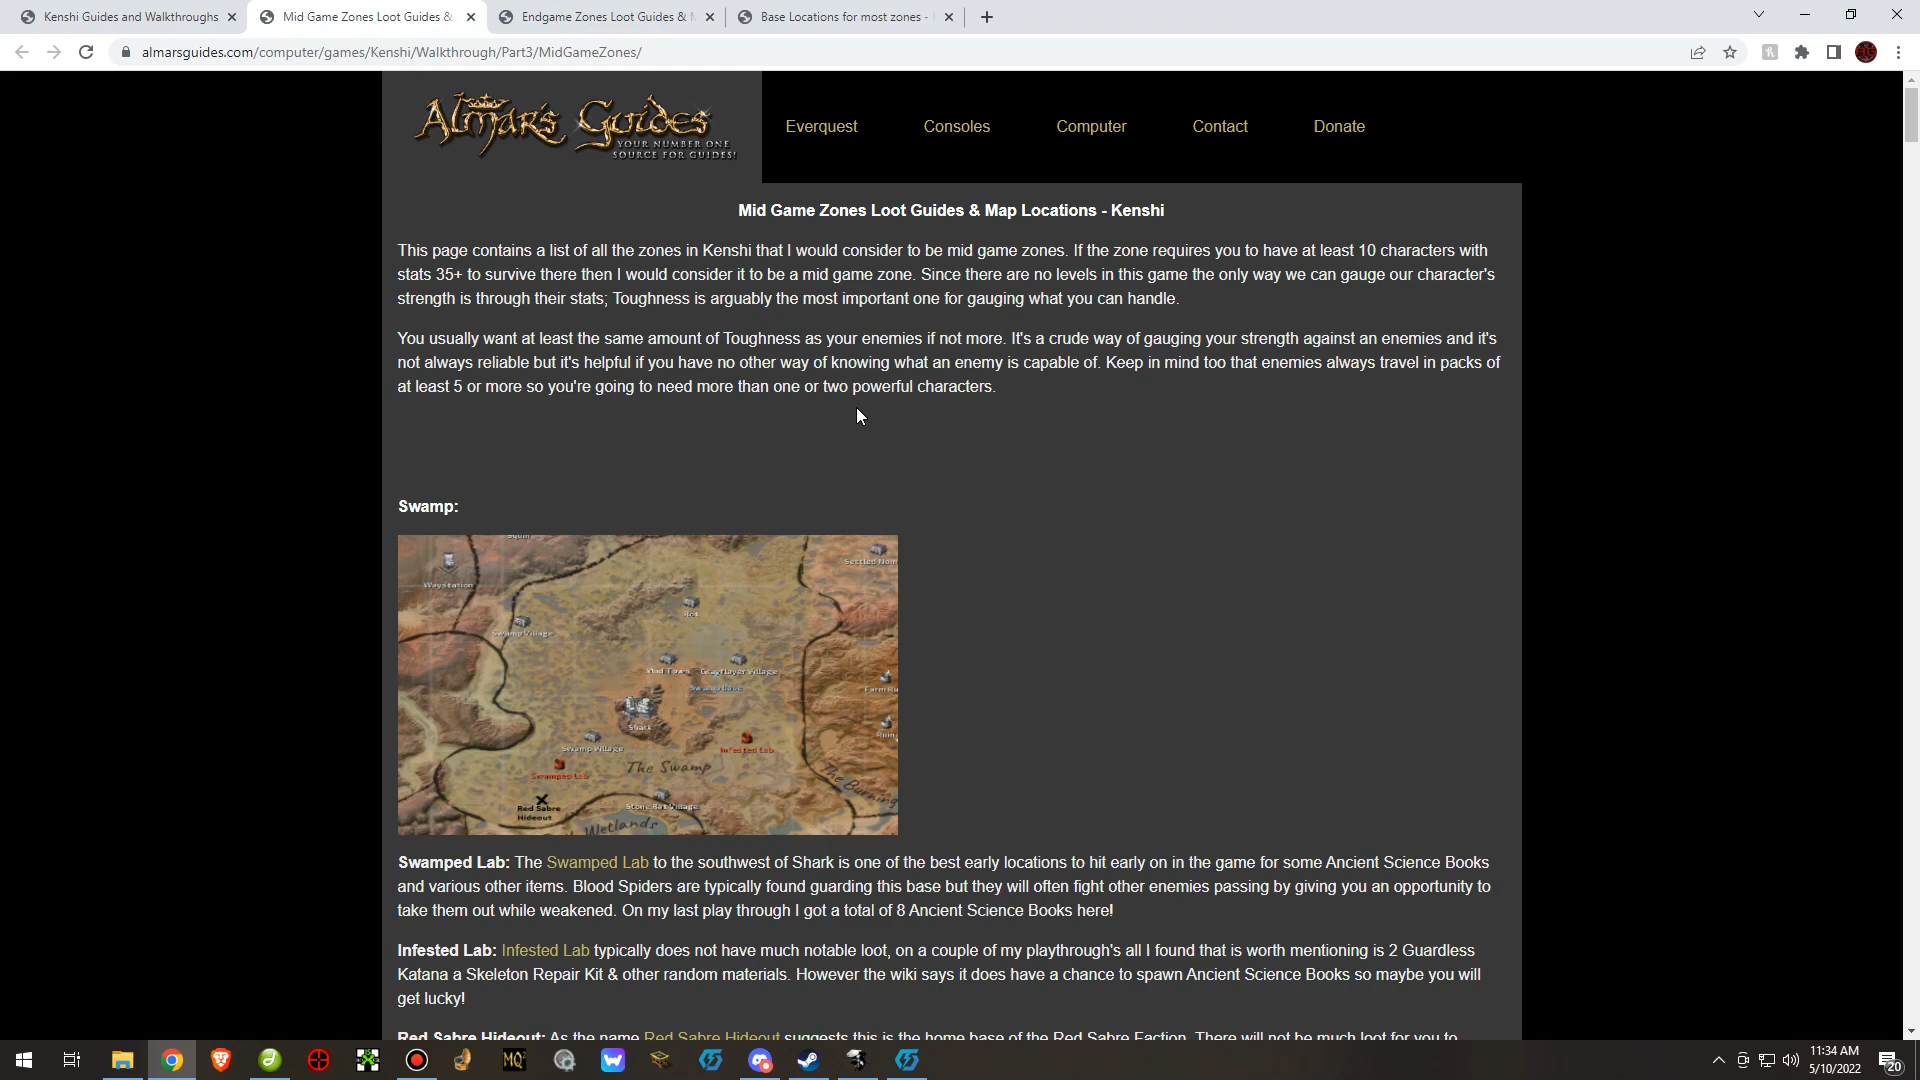 Kenshi Guides and Walkthroughs
Mid Game Zones Loot Guides &
Endgame Zones Loot Guides &
Base Locations for most zones -
almarsguides.com/computer/games/Kenshi/Walkthrough/Part3/MidGameZones/
Almar's Guides
YOUR NUMBER ONE
SOURCE FOR GUIDES!
Everquest
Consoles
Computer
Contact
Donate
Mid Game Zones Loot Guides & Map Locations - Kenshi
This page contains a list of all the zones in Kenshi that I would consider to be mid game zones. If the zone requires you to have at least 10 characters with
stats 35+ to survive there then I would consider it to be a mid game zone. Since there are no levels in this game the only way we can gauge our character's
strength is through their stats; Toughness is arguably the most important one for gauging what you can handle.
You usually want at least the same amount of Toughness as your enemies if not more. It's a crude way of gauging your strength against an enemies and it's
not always reliable but it's helpful if you have no other way of knowing what an enemy is capable of. Keep in mind too that enemies always travel in packs of
at least 5 or more so you're going to need more than one or two powerful characters.
Swamp:
Squin
Waystation
Settled Nom
Rot
Swamp Village
Mud Town
Grayflayer Village
Farm Ru
Shark
Ruin
Swamp Village
Infested Lab
The Swamp
Swamped Lab
The Burning
Red Sabre
Hideout
Stone Rat Village
Wetlands
Swamped Lab: The Swamped Lab to the southwest of Shark is one of the best early locations to hit early on in the game for some Ancient Science Books
and various other items. Blood Spiders are typically found guarding this base but they will often fight other enemies passing by giving you an opportunity to
take them out while weakened. On my last play through I got a total of 8 Ancient Science Books here!
Infested Lab: Infested Lab typically does not have much notable loot, on a couple of my playthrough's all I found that is worth mentioning is 2 Guardless
Katana a Skeleton Repair Kit & other random materials. However the wiki says it does have a chance to spawn Ancient Science Books so maybe you will
get lucky!
Red Sabre Hideout: As the name Red Sabre Hideout suggests this is the home base of the Red Sabre Faction. There will not be much loot for you to
MQ
11:34 AM
5/10/2022
20